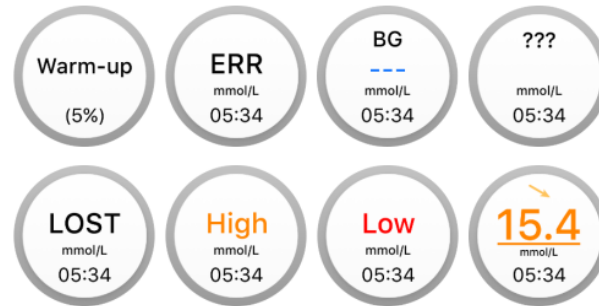 Warm-up
(5%)
ERR
mmol/L
05:34
BG
---
mmol/L
05:34
???
mmol/L
05:34
LOST
mmol/L
05:34
High
mmol/L
05:34
Low
mmol/L
05:34
15.4
mmol/L
05:34